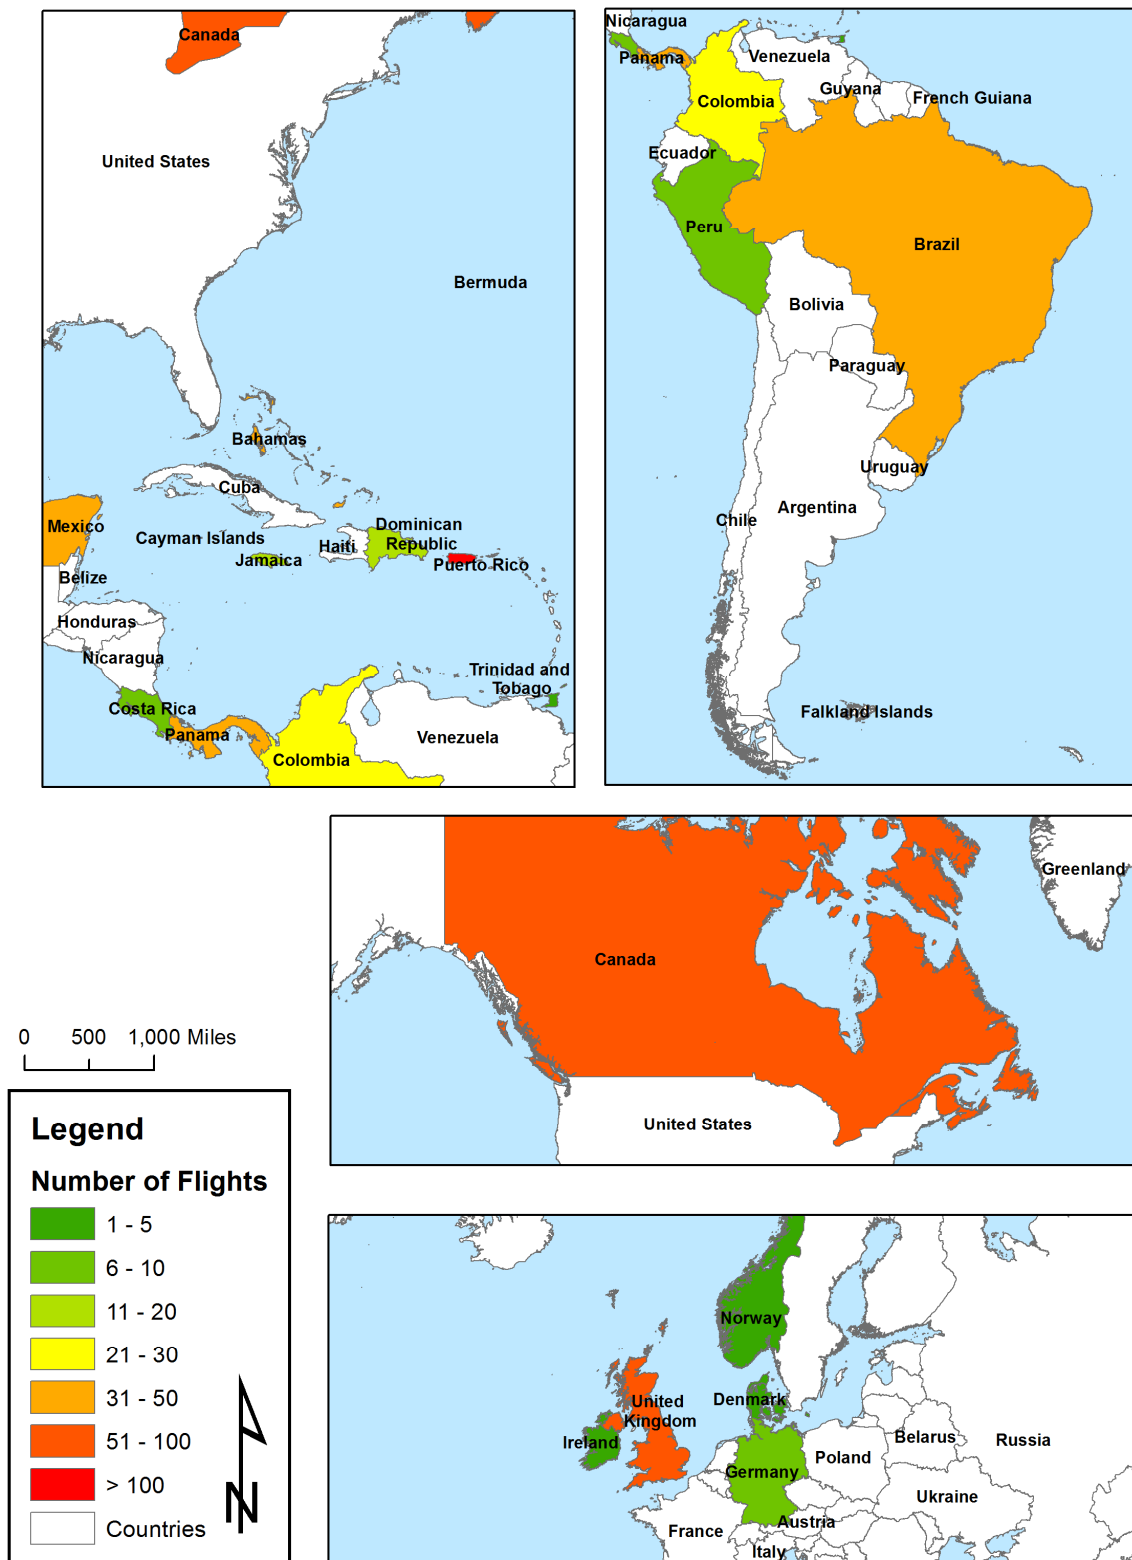 Canada
United States
Bermuda
Bahamas
Cuba
Mexico
Cayman Islands
Jamaica
Haiti
Dominican
Republic
Puerto Rico
Belize
Honduras
Nicaragua
Costa Rica
Panama
Trinidad and
Tobago
Colombia
Venezuela
Nicaragua
Panama
Venezuela
Colombia
Guyana
French Guiana
Ecuador
Peru
Brazil
Bolivia
Paraguay
Uruguay
Argentina
Chile
Falkland Islands
Greenland
Canada
United States
0 500 1,000 Miles
Legend
Number of Flights
1 - 5
6 - 10
11 - 20
21 - 30
31 - 50
51 - 100
> 100
Countries
N
Norway
Denmark
United
Kingdom
Ireland
Germany
Poland
Belarus
Russia
Ukraine
Austria
France
Italy